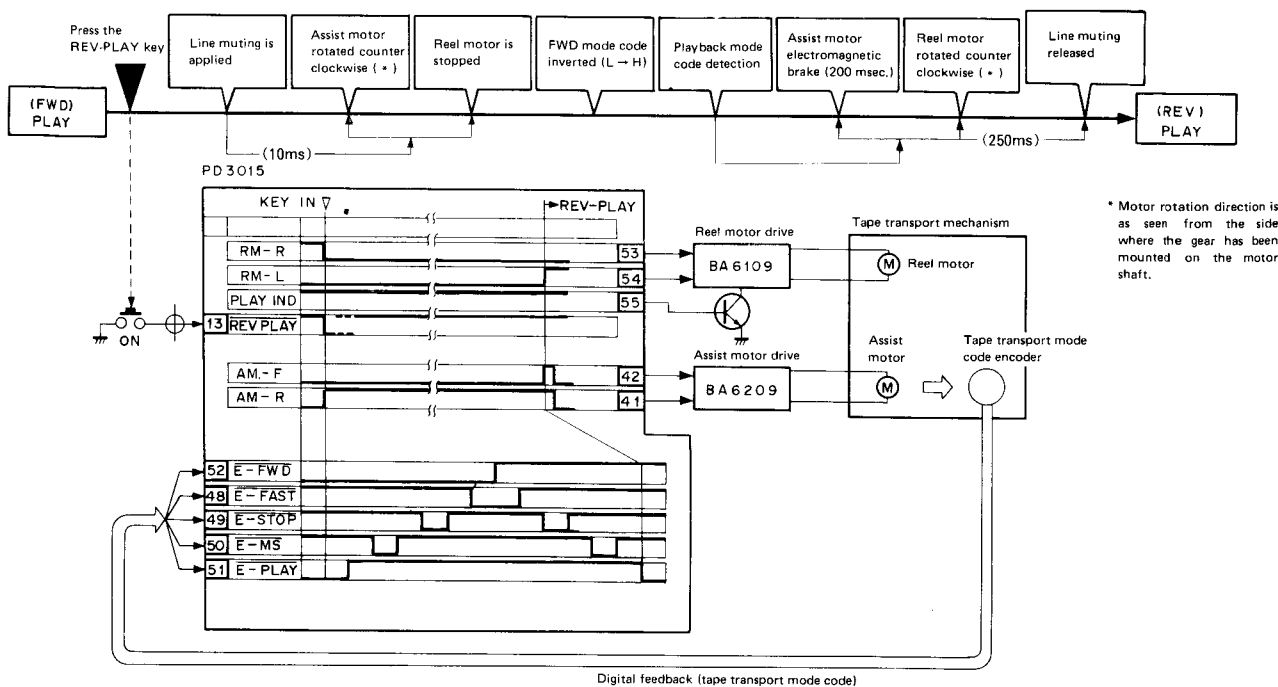 Press the
REV-PLAY key
Line muting is
applied
Assist motor
rotated counter
clockwise ( * )
Reel motor is
stopped
FWD mode code
inverted (L → H)
Playback mode
code detection
Assist motor
electromagnetic
brake (200 msec.)
Reel motor
rotated counter
clockwise ( * )
Line muting
released
(FWD)
PLAY
(REV)
PLAY
(10ms)
(250ms)
PD3015
KEY IN
REV-PLAY
RM-R
53
RM-L
54
PLAY IND
55
13
REV PLAY
ON
AM.-F
42
AM-R
41
52 E-FWD
48 E-FAST
49 E-STOP
50 E-MS
51 E-PLAY
Reel motor drive
BA6109
Assist motor drive
BA6209
Tape transport mechanism
M
Reel motor
Assist
motor
M
Tape transport mode
code encoder
* Motor rotation direction is
as seen from the side
where the gear has been
mounted on the motor
shaft.
Digital feedback (tape transport mode code)